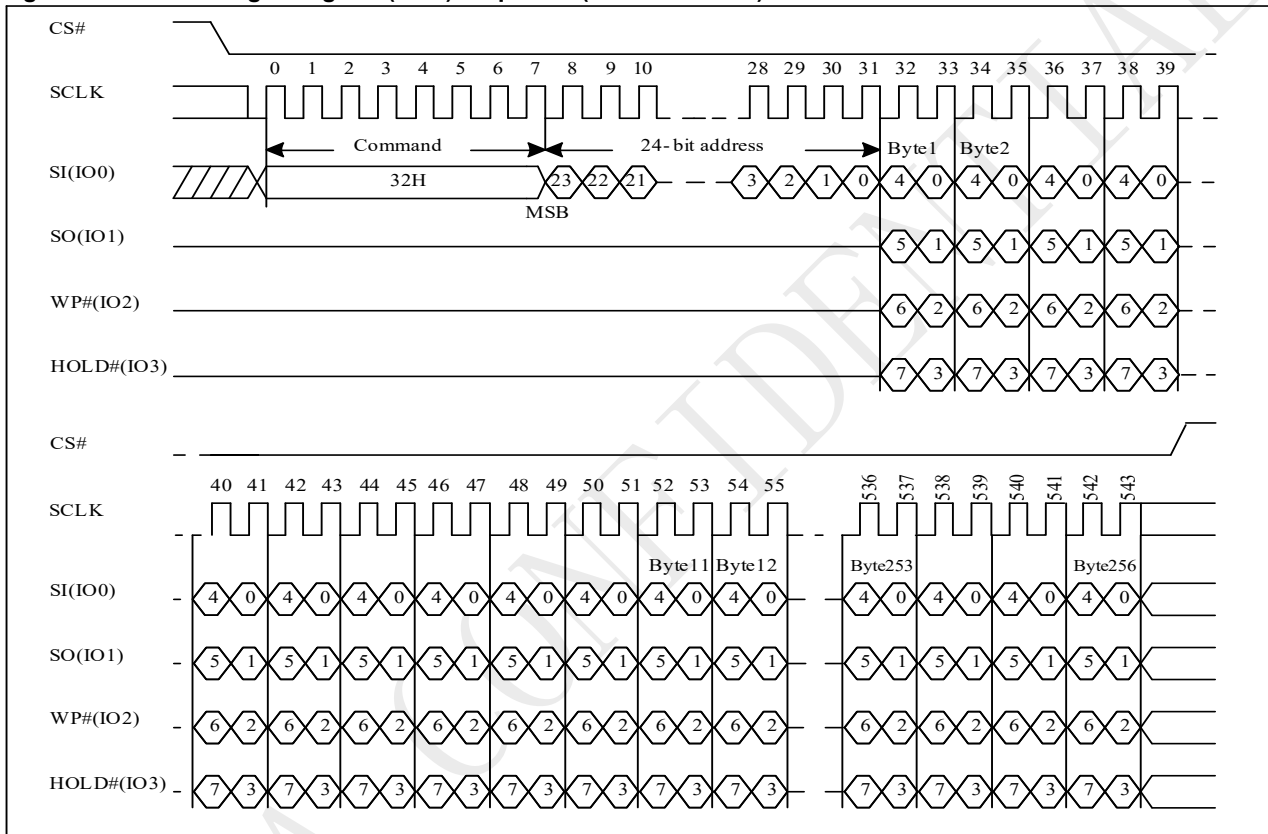 CS#
0 1 2 3 4 5 6 7 8 9 10 28 29 30 31 32 33 34 35 36 37 38 39
SCLK
Command 24-bit address Byte1 Byte2
SI(IO0) 32H 23 22 21 3 2 1 0 4 0 4 0 4 0 4 0
MSB
SO(IO1) 5 1 5 1 5 1 5 1
WP#(IO2) 6 2 6 2 6 2 6 2
HOLD#(IO3) 7 3 7 3 7 3 7 3
CS#
40 41 42 43 44 45 46 47 48 49 50 51 52 53 54 55 536 537 538 539 540 541 542 543
SCLK
Byte11 Byte12 Byte253 Byte256
SI(IO0) 4 0 4 0 4 0 4 0 4 0 4 0 4 0 4 0 4 0 4 0 4 0 4 0
SO(IO1) 5 1 5 1 5 1 5 1 5 1 5 1 5 1 5 1 5 1 5 1 5 1 5 1
WP#(IO2) 6 2 6 2 6 2 6 2 6 2 6 2 6 2 6 2 6 2 6 2 6 2 6 2
HOLD#(IO3) 7 3 7 3 7 3 7 3 7 3 7 3 7 3 7 3 7 3 7 3 7 3 7 3
CONFIDENTIAL